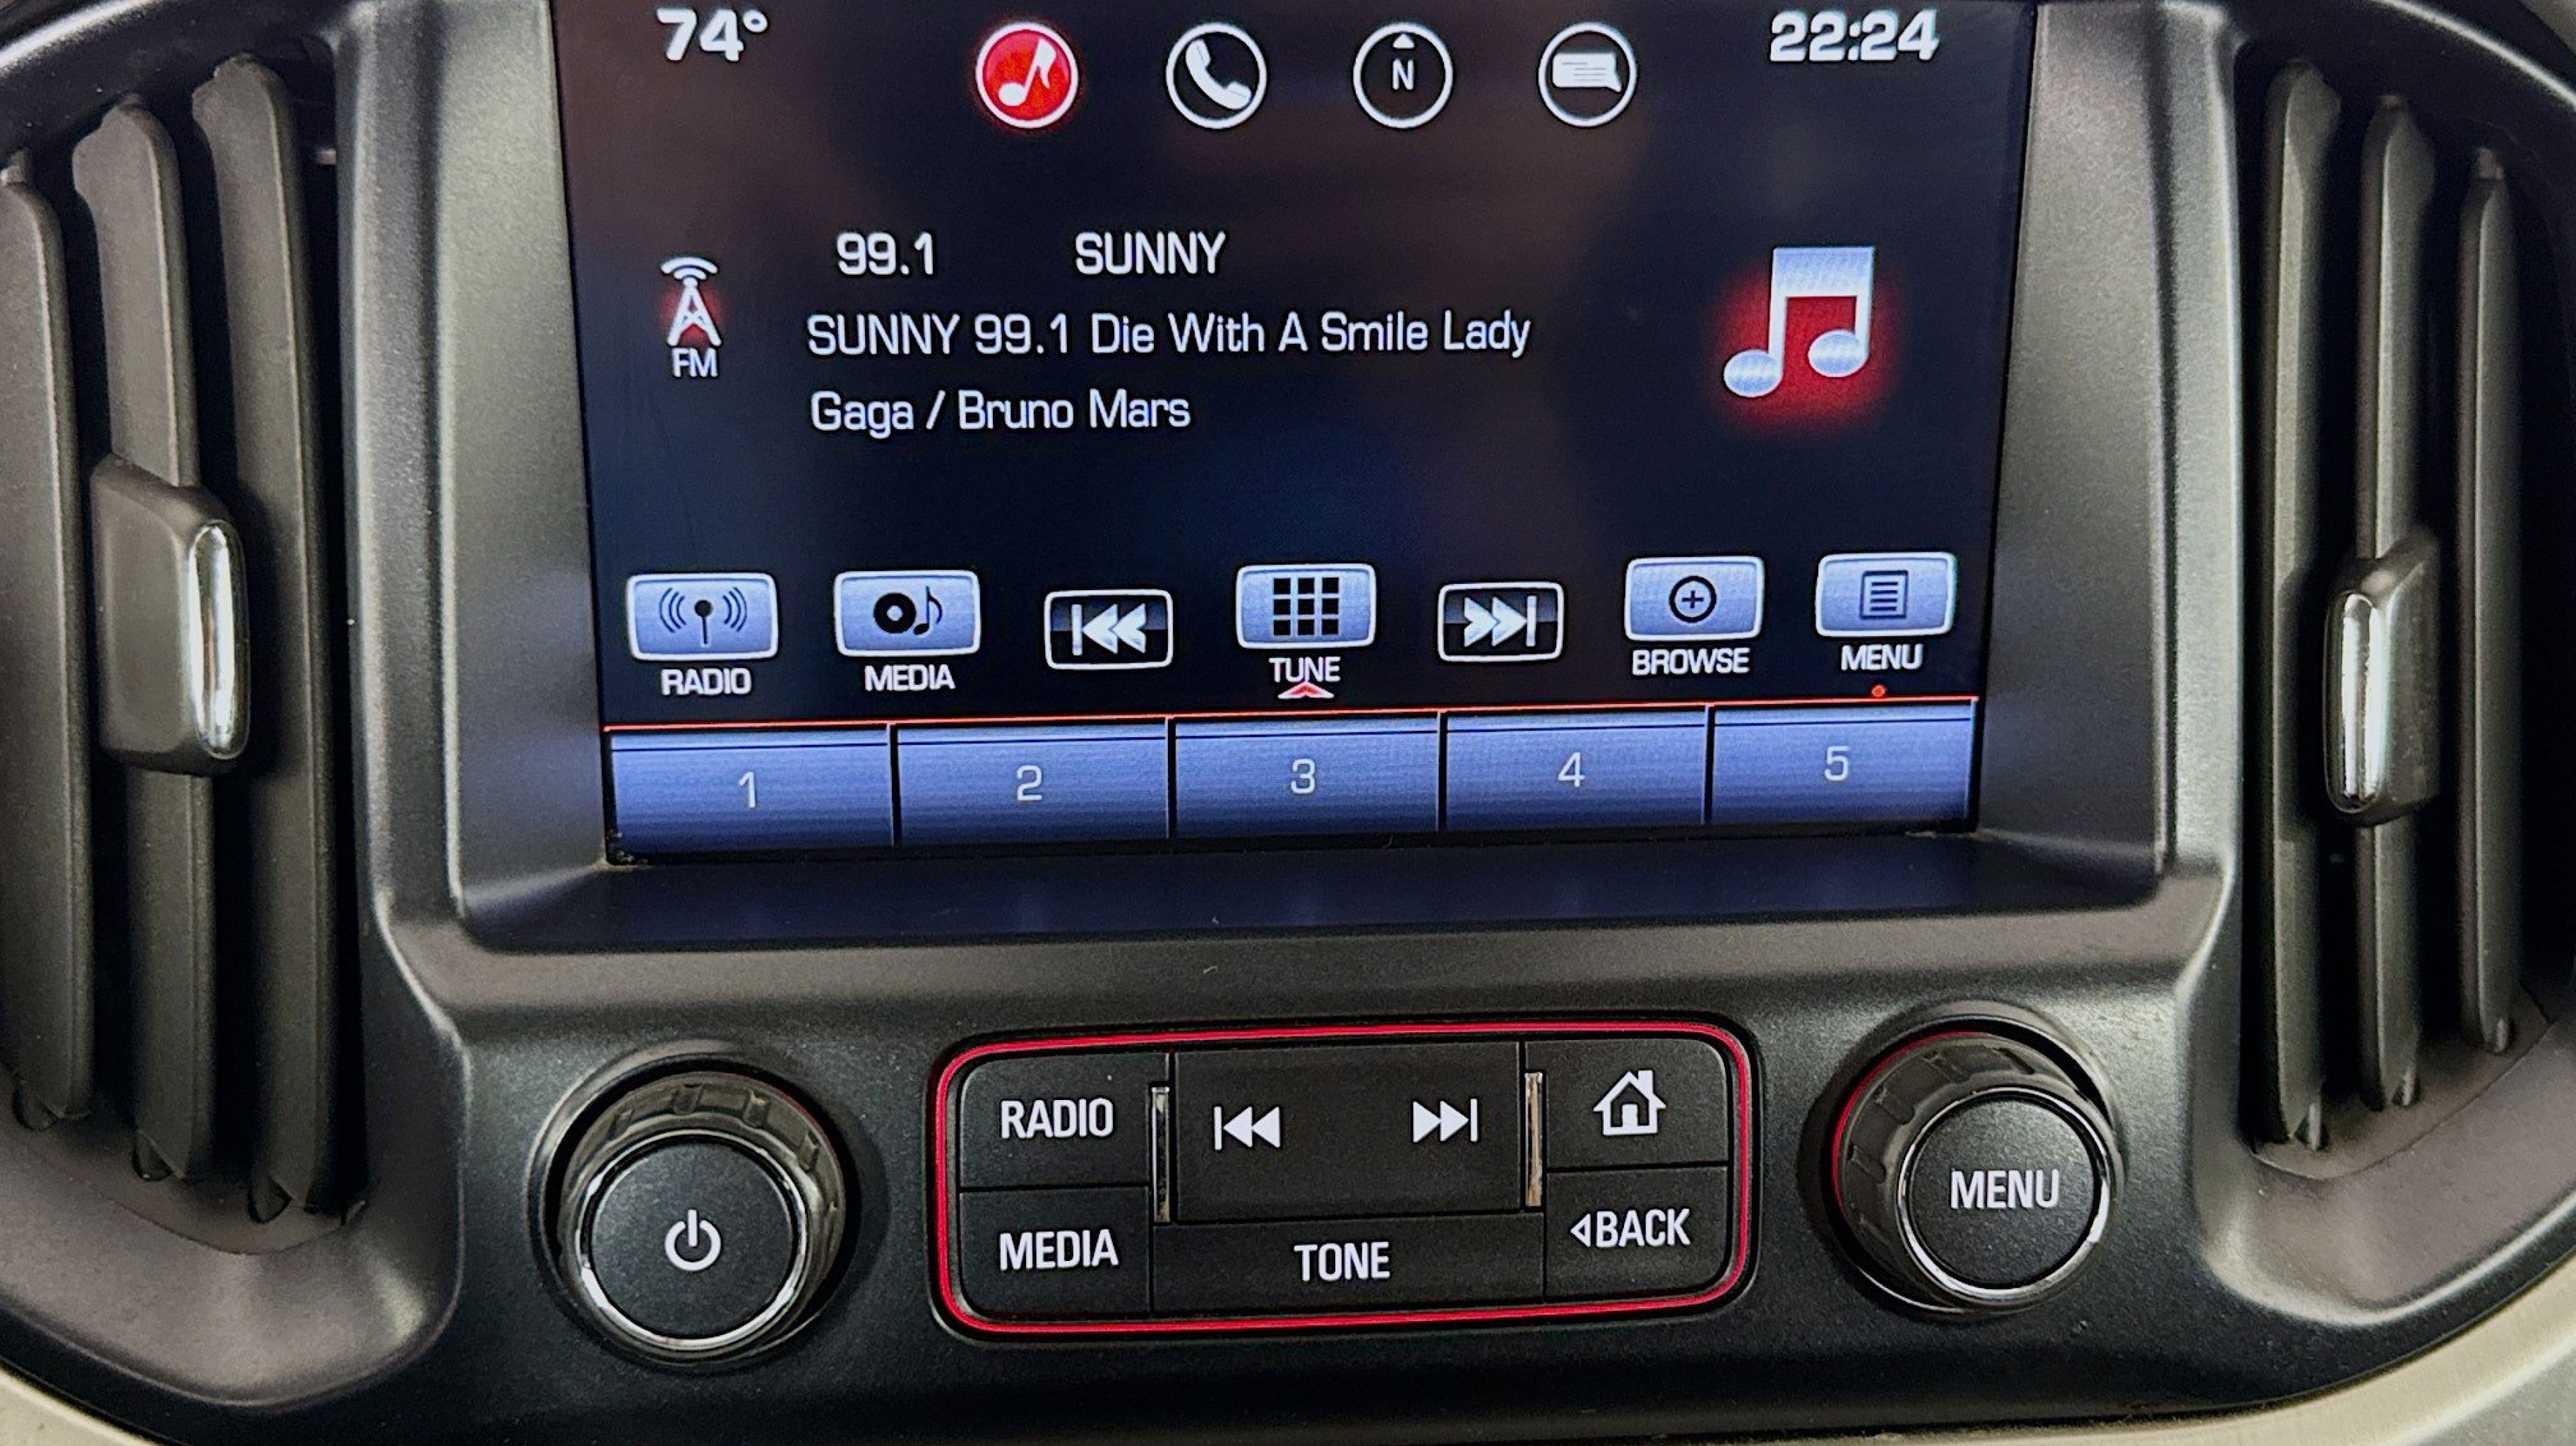 74° N 22:24
99.1 SUNNY
SUNNY 99.1 Die With A Smile Lady
Gaga / Bruno Mars
FM
RADIO MEDIA TUNE BROWSE MENU
1 2 3 4 5
RADIO
MEDIA TONE ◁BACK
MENU